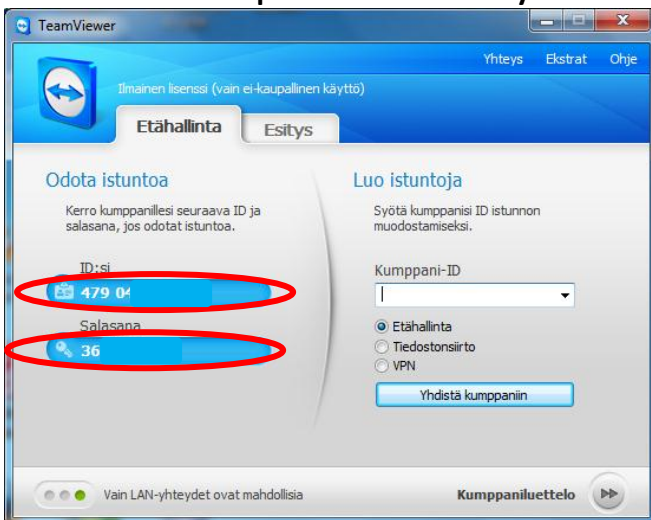 TeamViewer
Yhteys Ekstrat Ohje
Ilmainen lisenssi (vain ei-kaupallinen käyttö)
Etähallinta Esitys
Odota istuntoa
Kerro kumppanillesi seuraava ID ja
salasana, jos odotat istuntoa.
ID:si
479 04
Salasana
36
Luo istuntoja
Syötä kumppanisi ID istunnon
muodostamiseksi.
Kumppani-ID
Etähallinta
Tiedostonsiirto
VPN
Yhdistä kumppaniin
Vain LAN-yhteydet ovat mahdollisia
Kumppaniluettelo